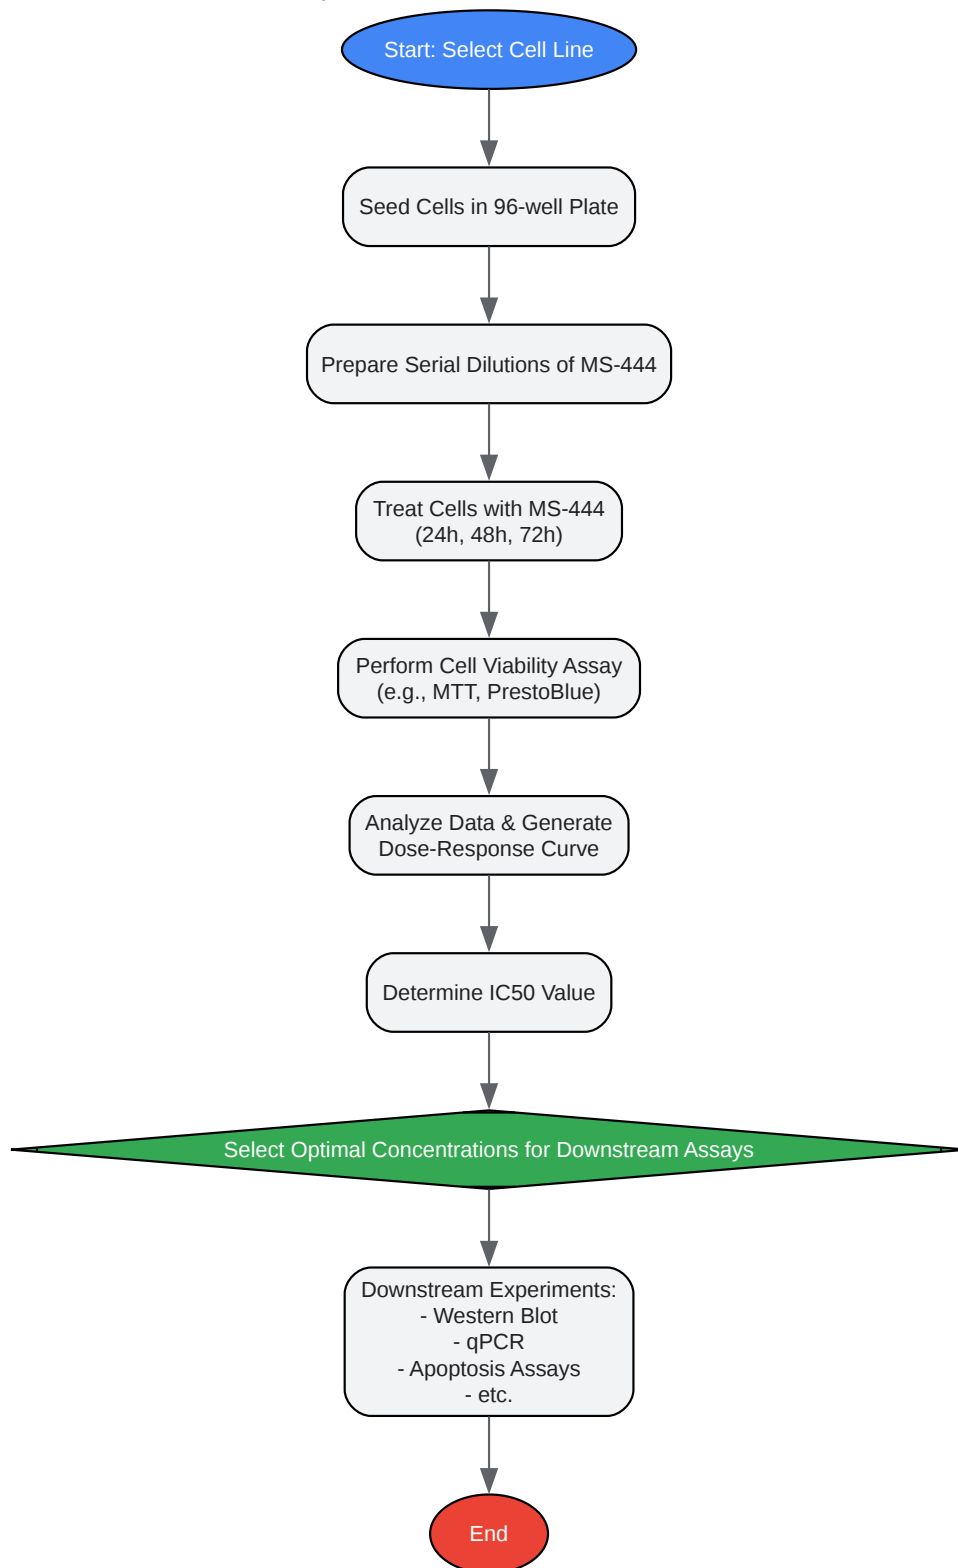 Start: Select Cell Line
Seed Cells in 96-well Plate
Prepare Serial Dilutions of MS-444
Treat Cells with MS-444
(24h, 48h, 72h)
Perform Cell Viability Assay
(e.g., MTT, PrestoBlue)
Analyze Data & Generate
Dose-Response Curve
Determine IC50 Value
Select Optimal Concentrations for Downstream Assays
Downstream Experiments:
- Western Blot
- qPCR
- Apoptosis Assays
- etc.
End